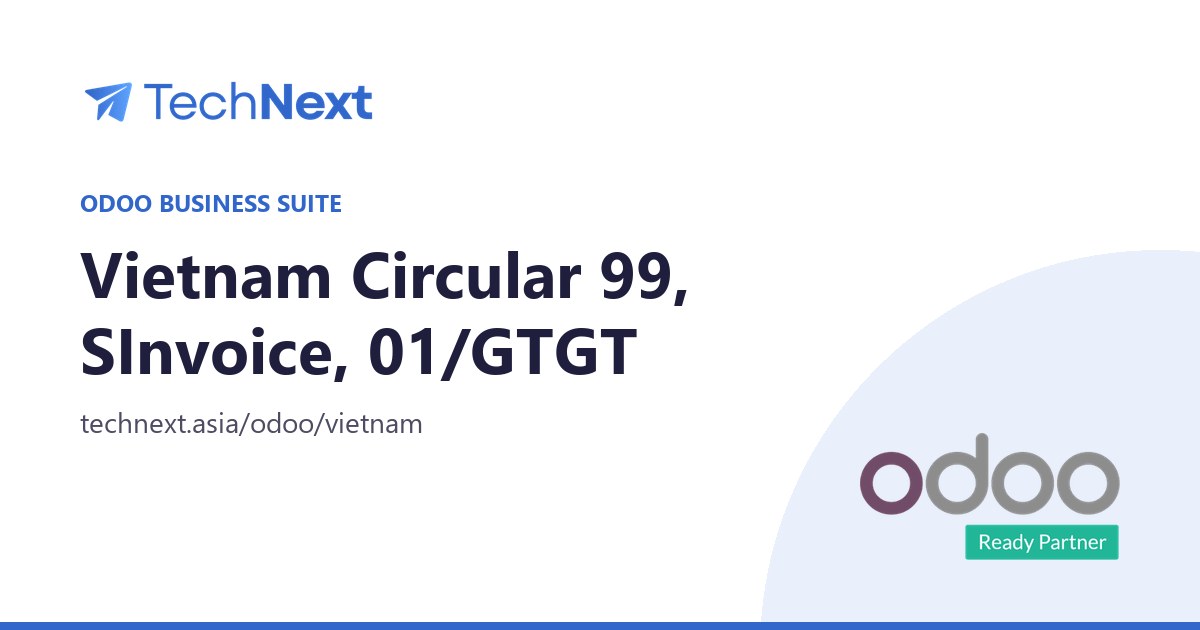 TechNext
ODOO BUSINESS SUITE
Vietnam Circular 99,
SInvoice, 01/GTGT
technext.asia/odoo/vietnam
odoo
Ready Partner